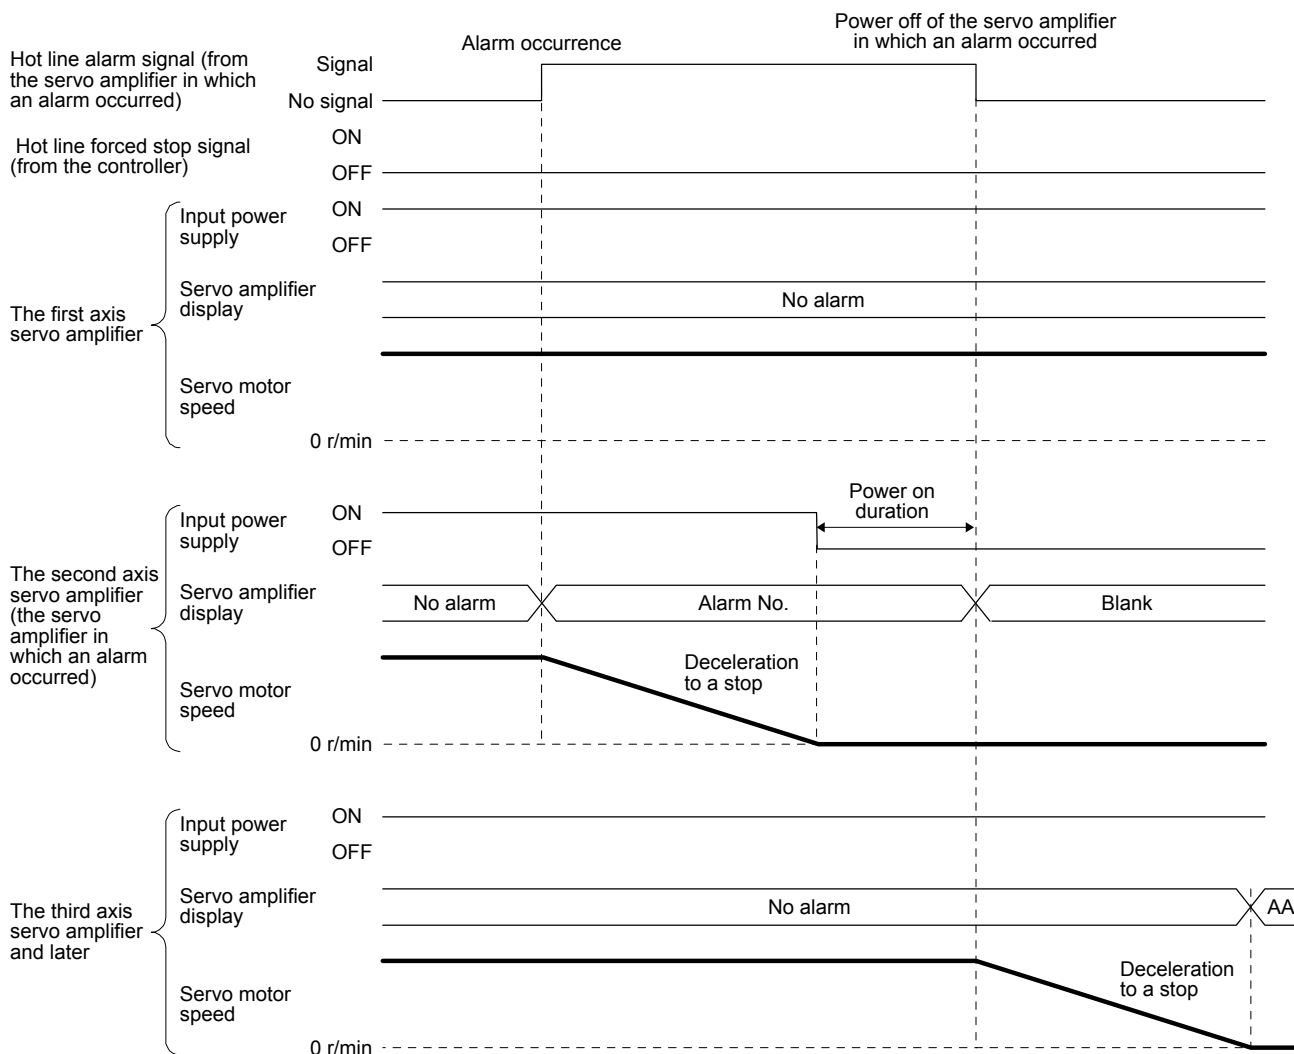 Power off of the servo amplifier
in which an alarm occurred
Alarm occurrence
Hot line alarm signal (from
the servo amplifier in which
an alarm occurred)
Signal
No signal
Hot line forced stop signal
(from the controller)
ON
OFF
The first axis
servo amplifier
Input power
supply
ON
OFF
Servo amplifier
display
No alarm
Servo motor
speed
0 r/min
The second axis
servo amplifier
(the servo
amplifier in
which an alarm
occurred)
Input power
supply
ON
OFF
Power on
duration
Servo amplifier
display
No alarm
Alarm No.
Blank
Servo motor
speed
Deceleration
to a stop
0 r/min
The third axis
servo amplifier
and later
Input power
supply
ON
OFF
Servo amplifier
display
No alarm
AA
Servo motor
speed
Deceleration
to a stop
0 r/min